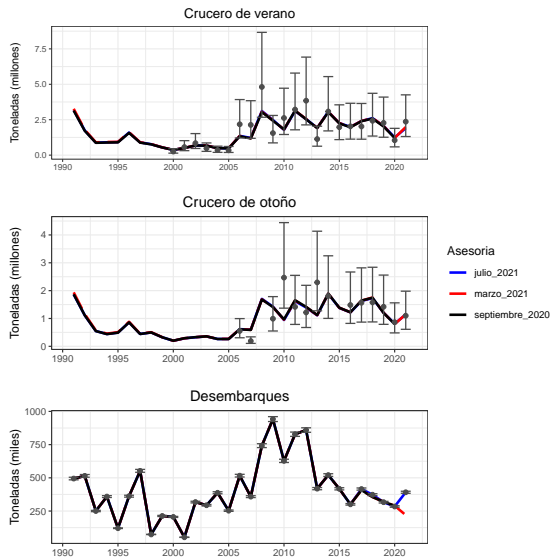 Crucero de verano
Toneladas (millones)
7.5
5.0
2.5
0.0
1990 1995 2000 2005 2010 2015 2020
Crucero de otoño
Toneladas (millones)
4
3
2
1
0
1990 1995 2000 2005 2010 2015 2020
Asesoria
julio_2021
marzo_2021
septiembre_2020
Desembarques
Toneladas (miles)
1000
750
500
250
1990 1995 2000 2005 2010 2015 2020